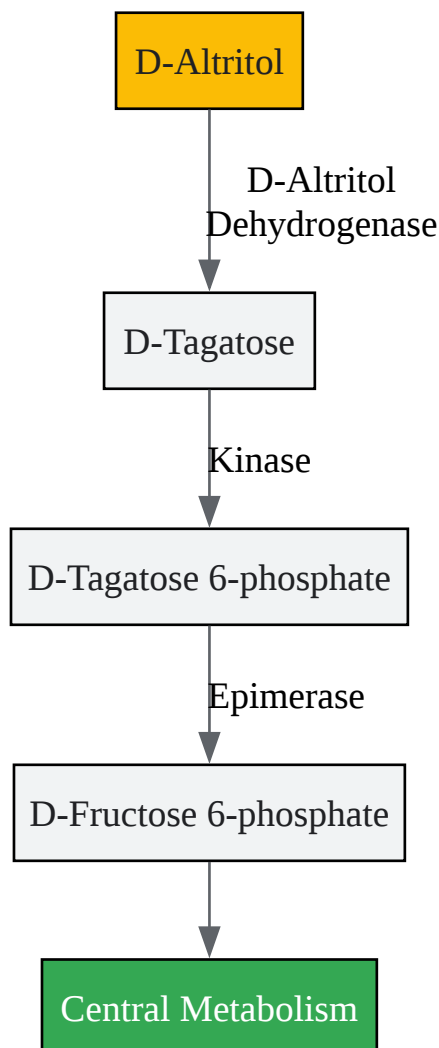 D-Altritol
D-Altritol
Dehydrogenase
D-Tagatose
Kinase
D-Tagatose 6-phosphate
Epimerase
D-Fructose 6-phosphate
Central Metabolism